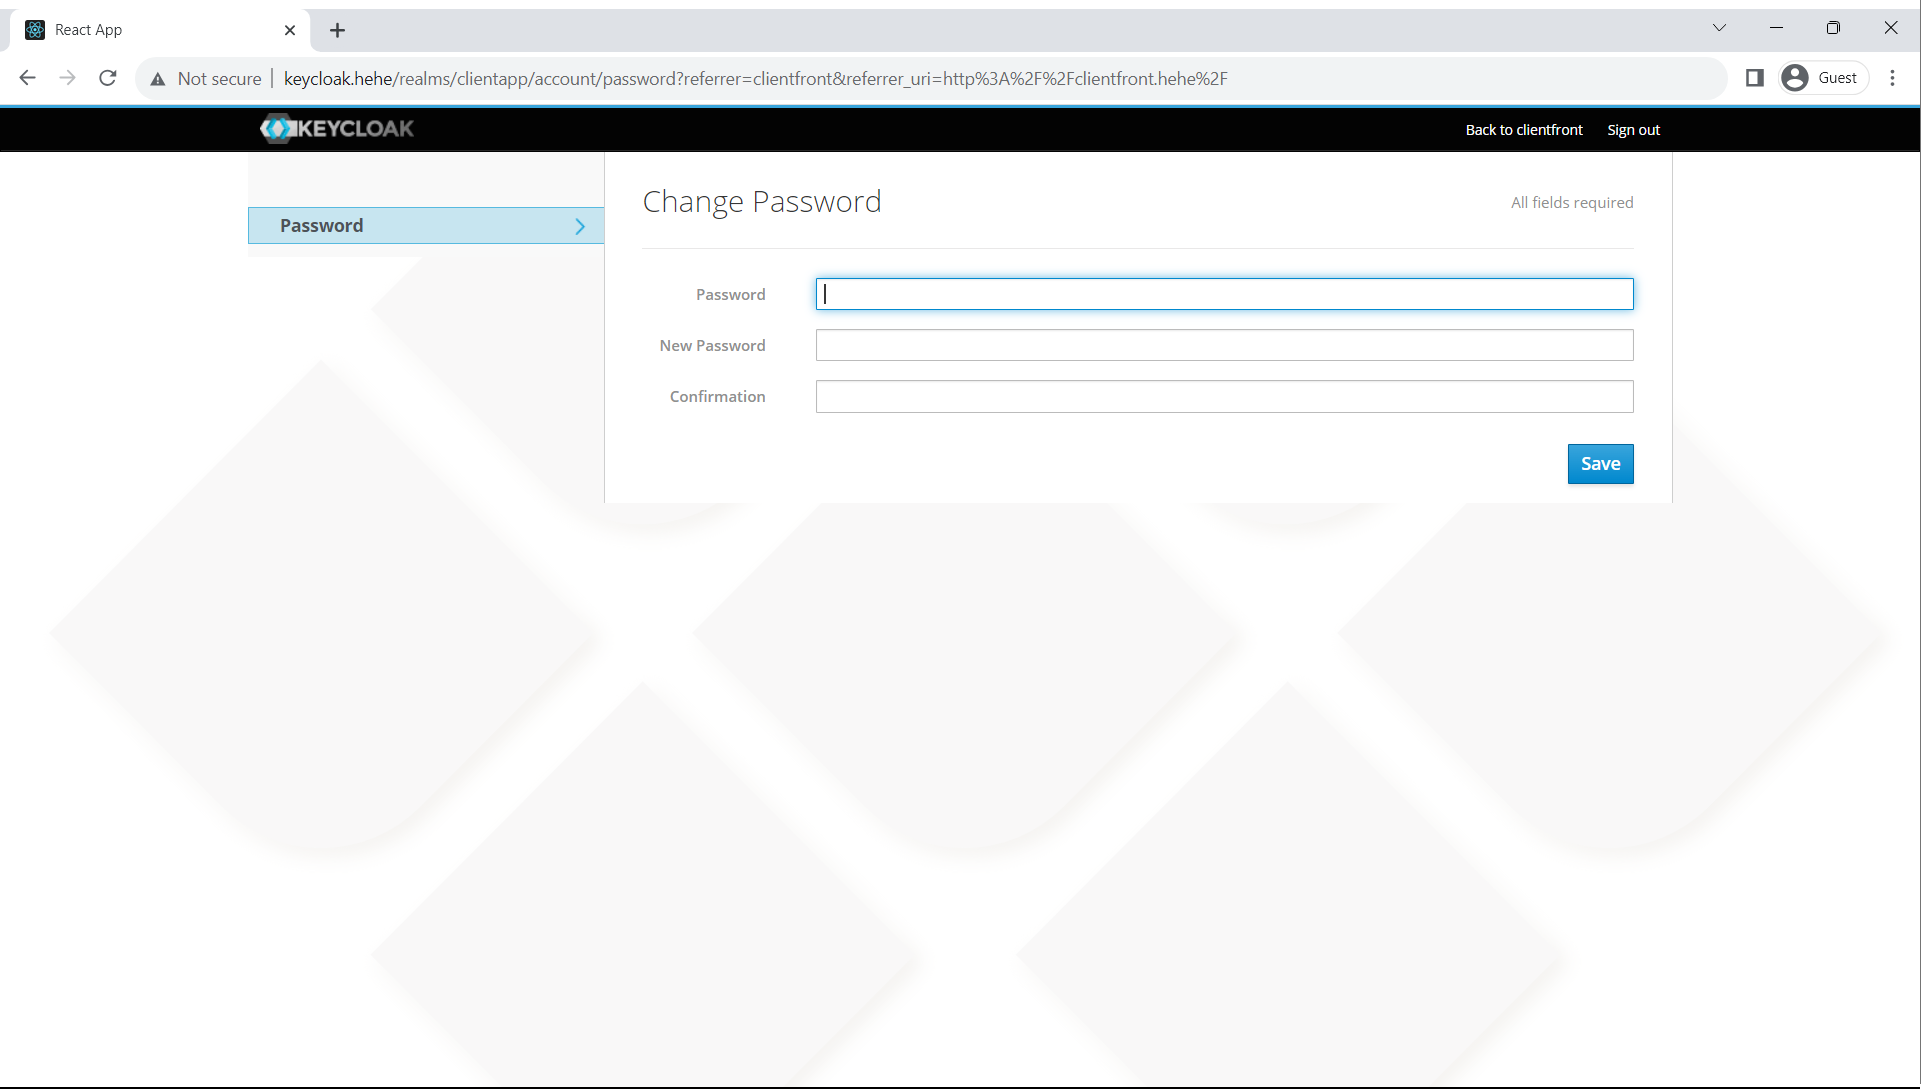 React App
Not secure
keycloak.hehe/realms/clientapp/account/password?referrer=clientfront&referrer_uri=http%3A%2F%2Fclientfront.hehe%2F
Guest
KEYCLOAK
Back to clientfront
Sign out
Password
Change Password
All fields required
Password
New Password
Confirmation
Save